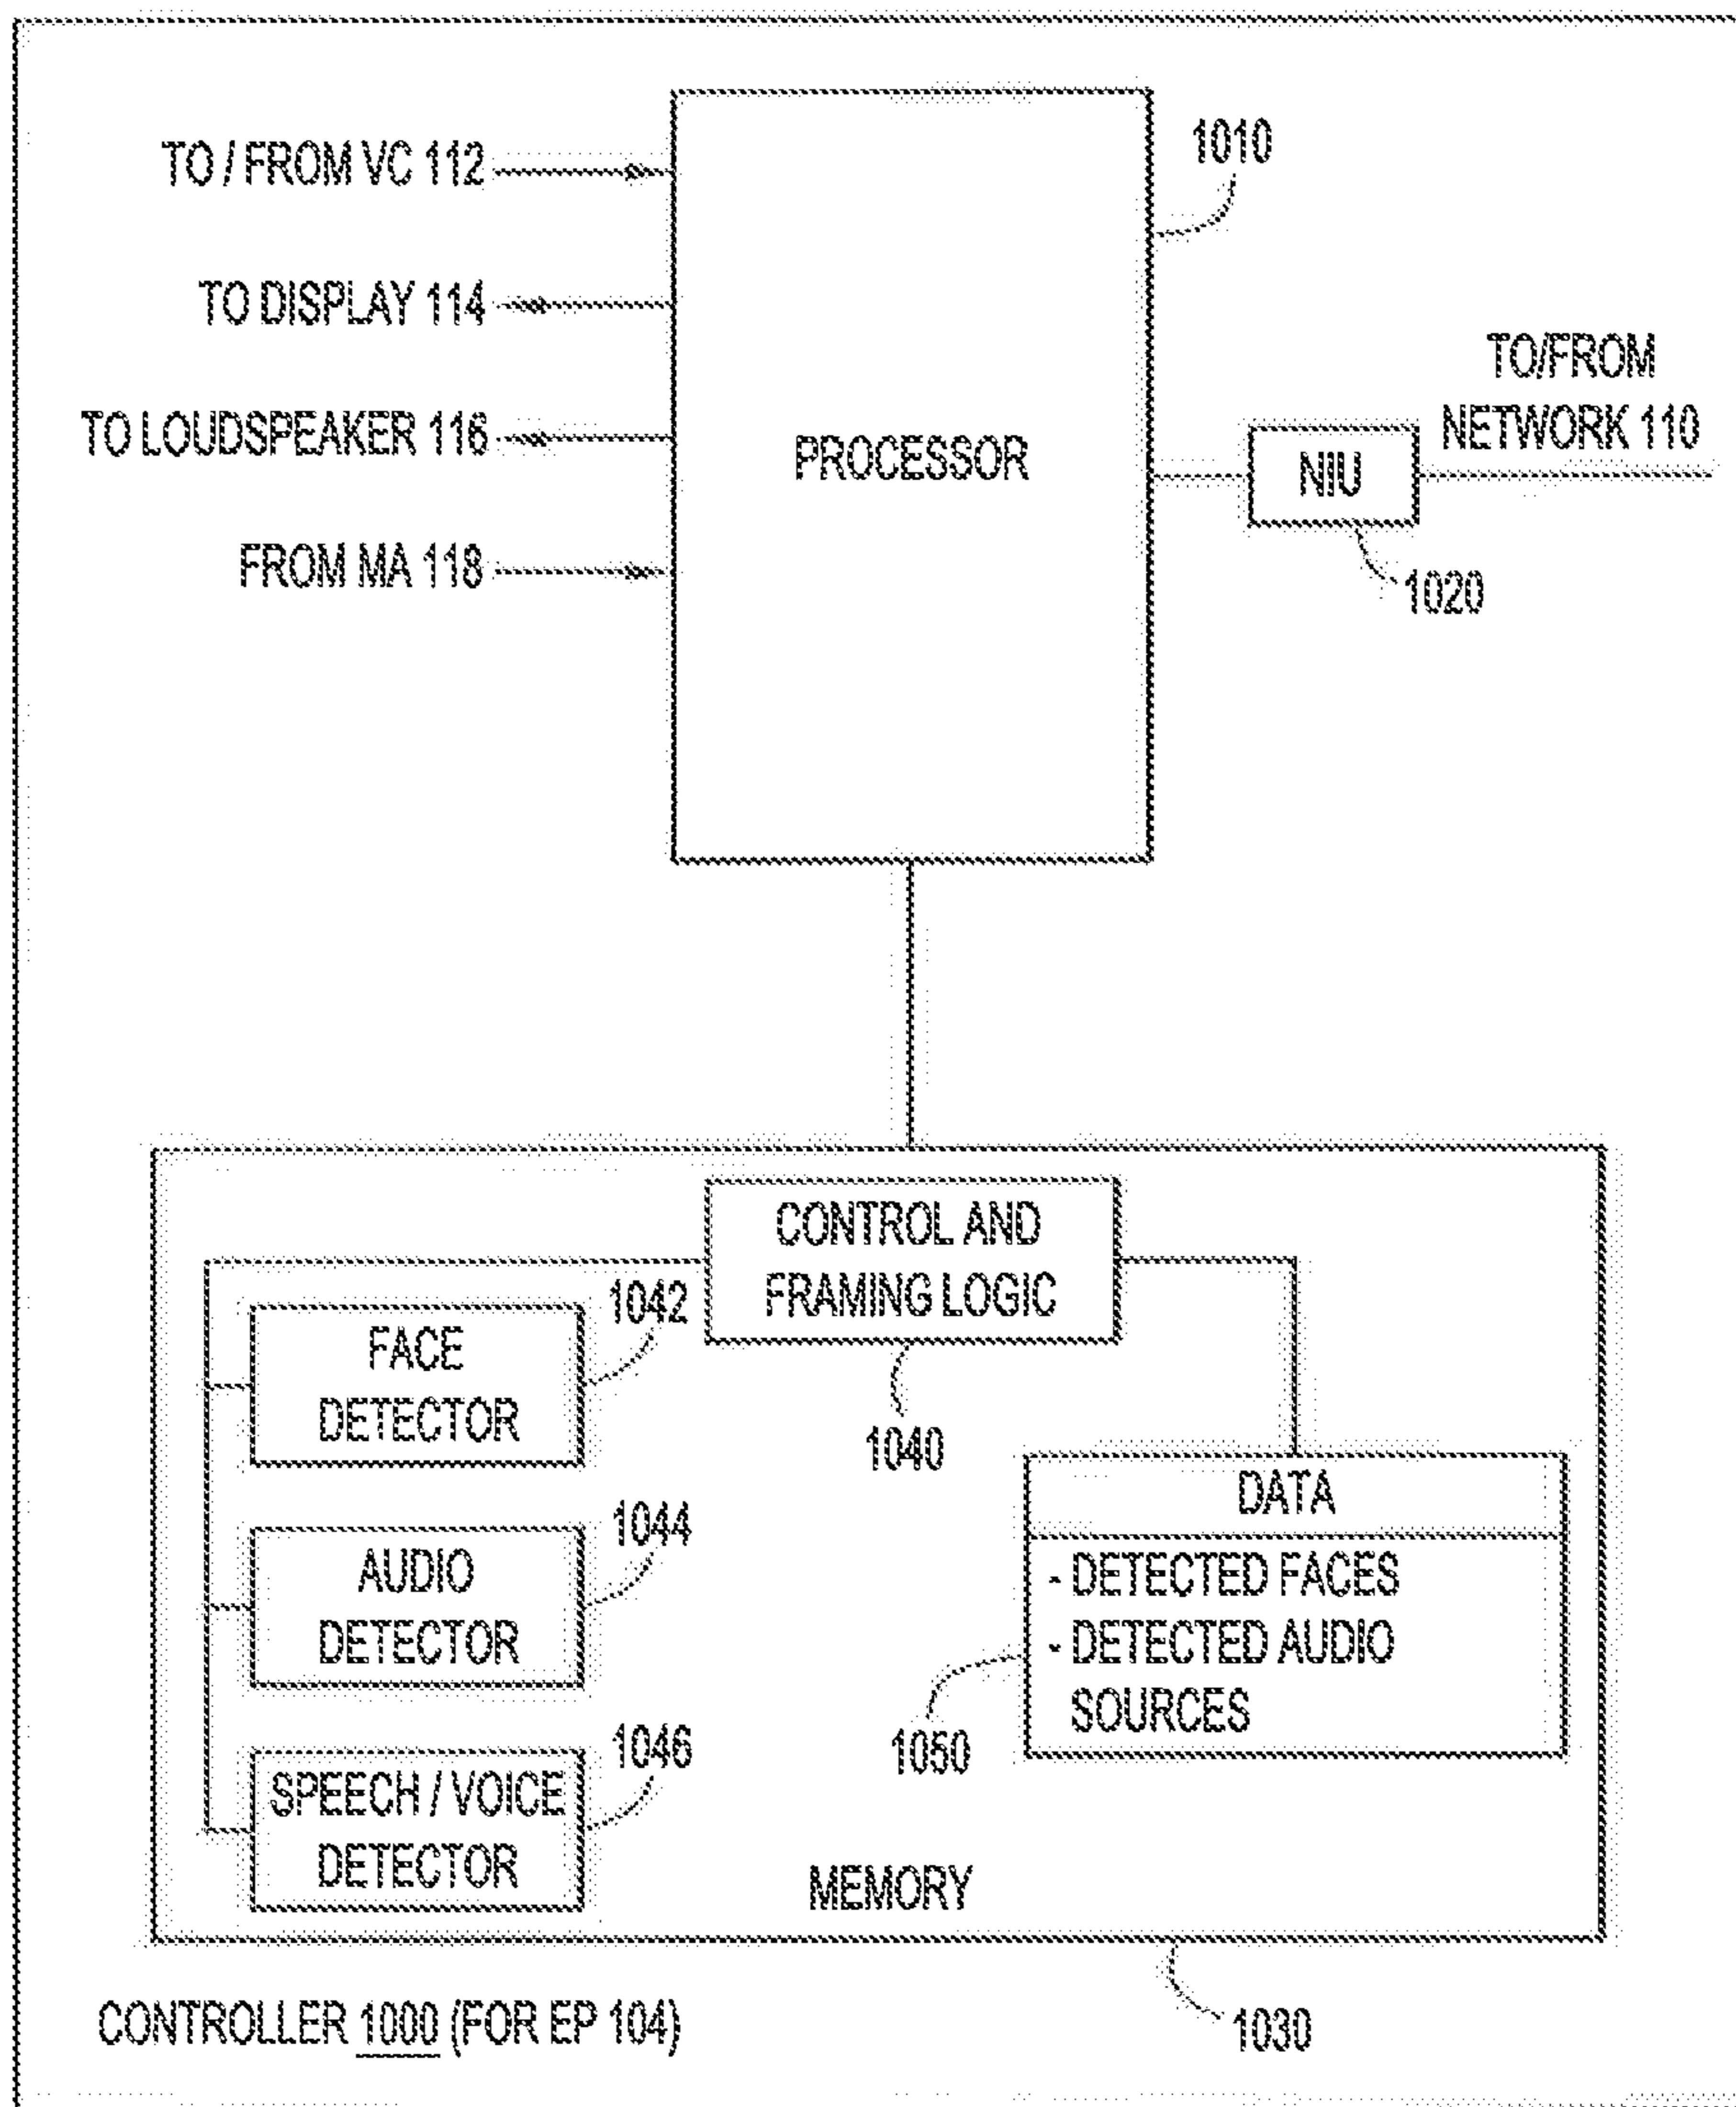 1010
TO / FROM VC 112
TO DISPLAY 114
TO LOUDSPEAKER 116
FROM MA 118
PROCESSOR
TO/FROM
NETWORK 110
NIU
1020
CONTROL AND
FRAMING LOGIC
1040
1042
FACE
DETECTOR
1044
AUDIO
DETECTOR
1046
SPEECH / VOICE
DETECTOR
DATA
- DETECTED FACES
- DETECTED AUDIO
SOURCES
1050
MEMORY
1030
CONTROLLER 1000 (FOR EP 104)